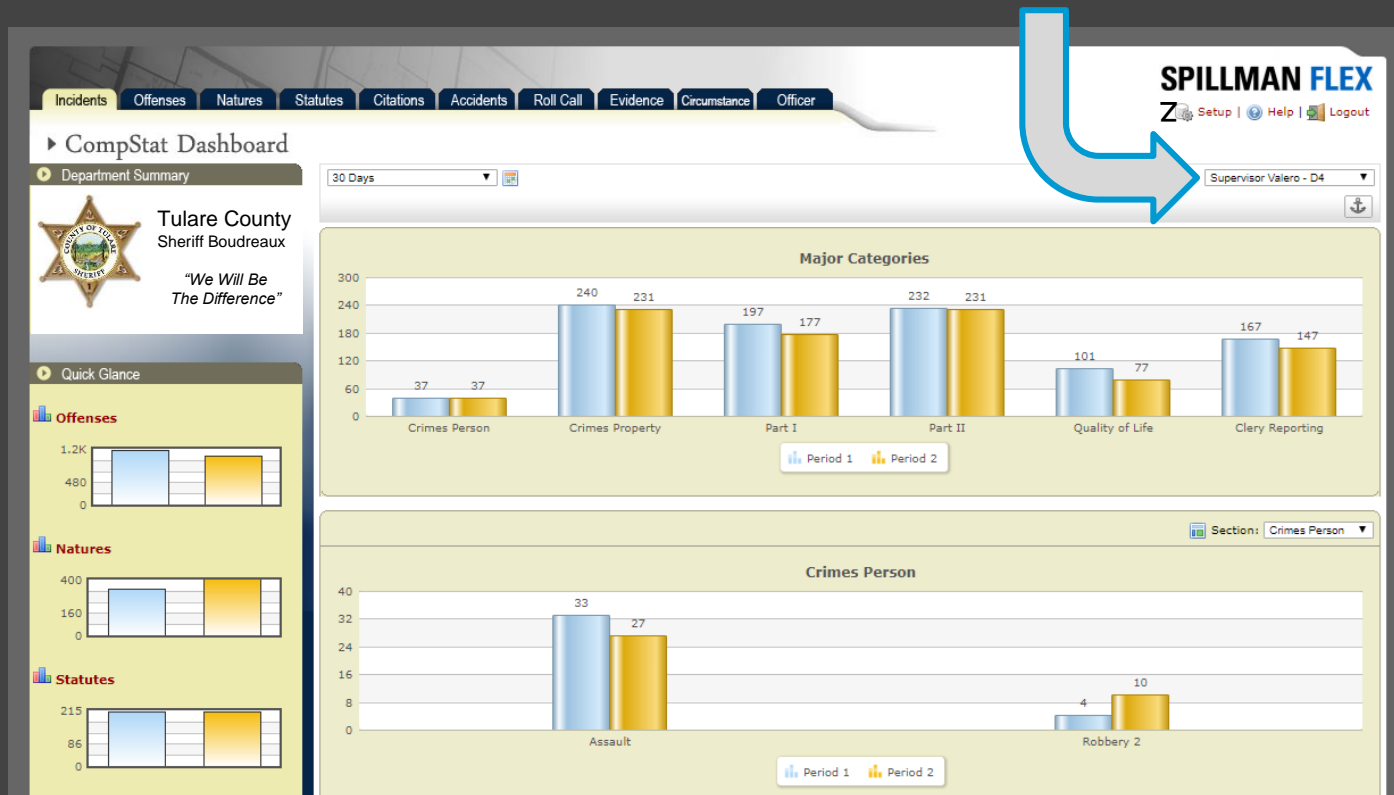 SPILLMAN FLEX
Incidents Offenses Natures Statutes Citations Accidents Roll Call Evidence Circumstance Officer
Z Setup | Help | Logout
CompStat Dashboard
Department Summary
30 Days
Supervisor Valero - D4
COUNTY OF TULARE
SHERIFF
1
Tulare County
Sheriff Boudreaux
“We Will Be
The Difference”
Major Categories
300
240
180
120
60
0
37 37
240 231
197 177
232 231
101 77
167 147
Crimes Person Crimes Property Part I Part II Quality of Life Clery Reporting
Period 1 Period 2
Quick Glance
Offenses
1.2K
480
0
Natures
400
160
0
Statutes
215
86
0
Section: Crimes Person
Crimes Person
40
32
24
16
8
0
33 27
4 10
Assault Robbery 2
Period 1 Period 2